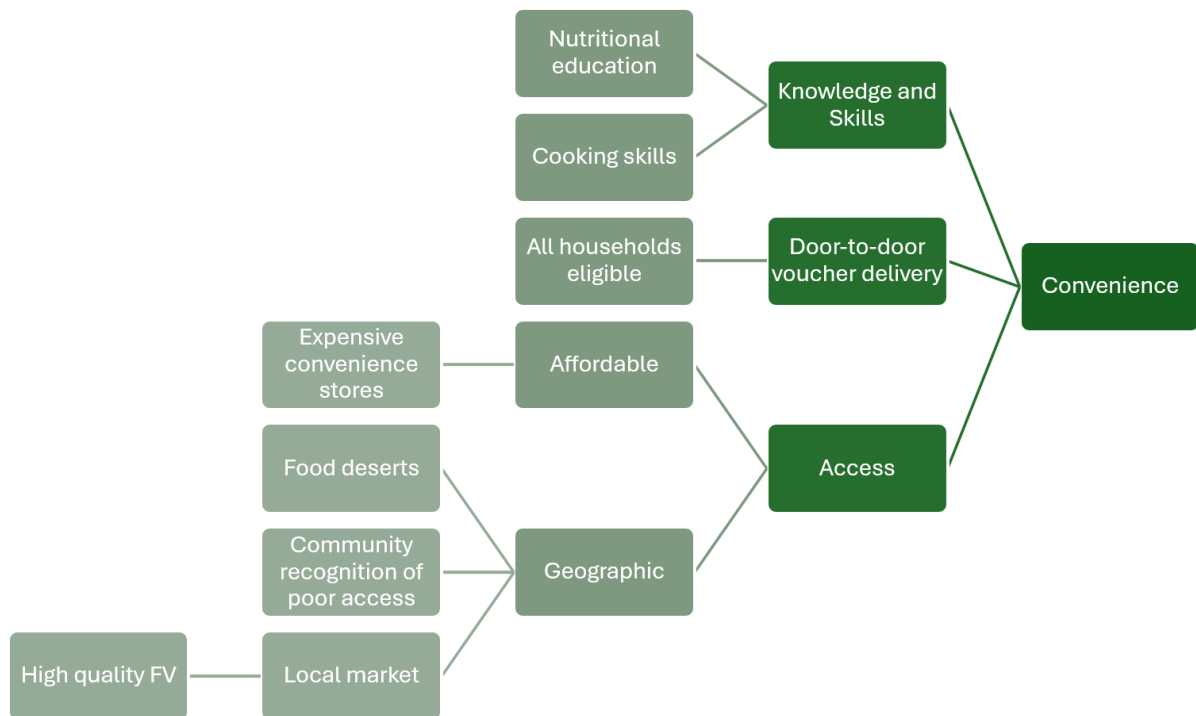 Nutritional
education
Knowledge and
Skills
Cooking skills
All households
eligible
Door-to-door
voucher delivery
Convenience
Expensive
convenience
stores
Affordable
Food deserts
Access
Community
recognition of
poor access
Geographic
High quality FV
Local market